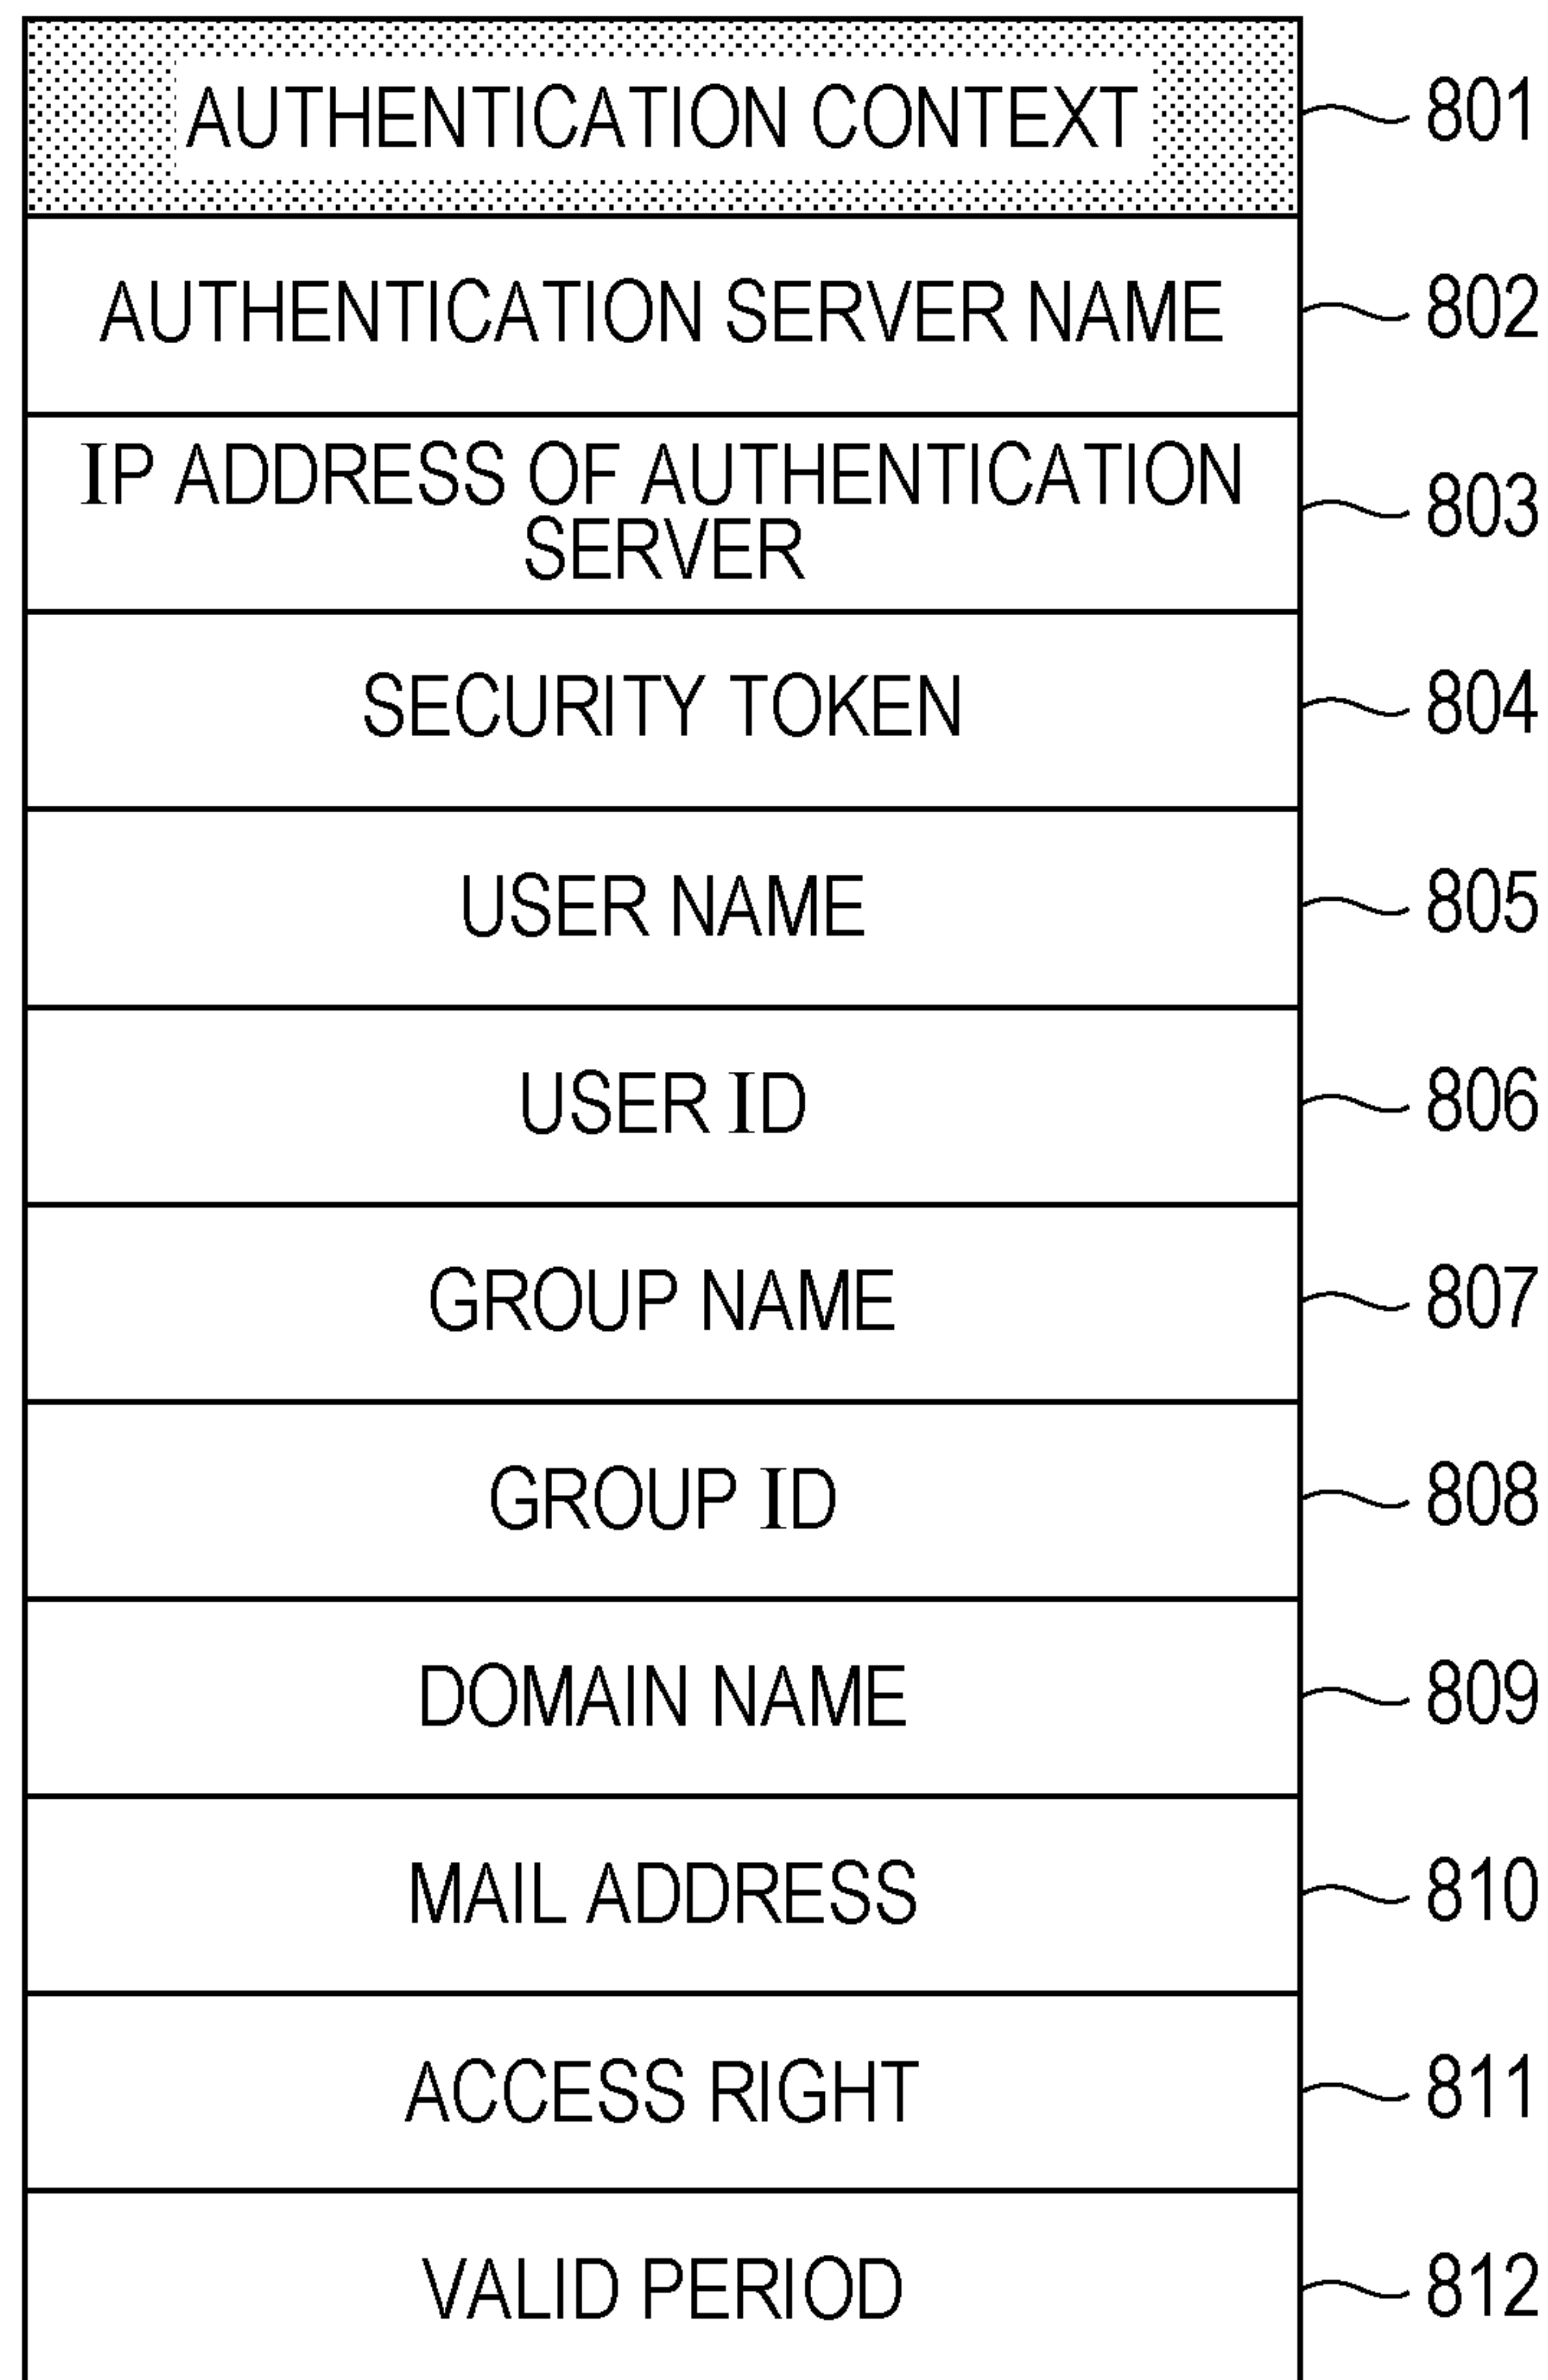 AUTHENTICATION CONTEXT 801
AUTHENTICATION SERVER NAME 802
IP ADDRESS OF AUTHENTICATION
SERVER 803
SECURITY TOKEN 804
USER NAME 805
USER ID 806
GROUP NAME 807
GROUP ID 808
DOMAIN NAME 809
MAIL ADDRESS 810
ACCESS RIGHT 811
VALID PERIOD 812